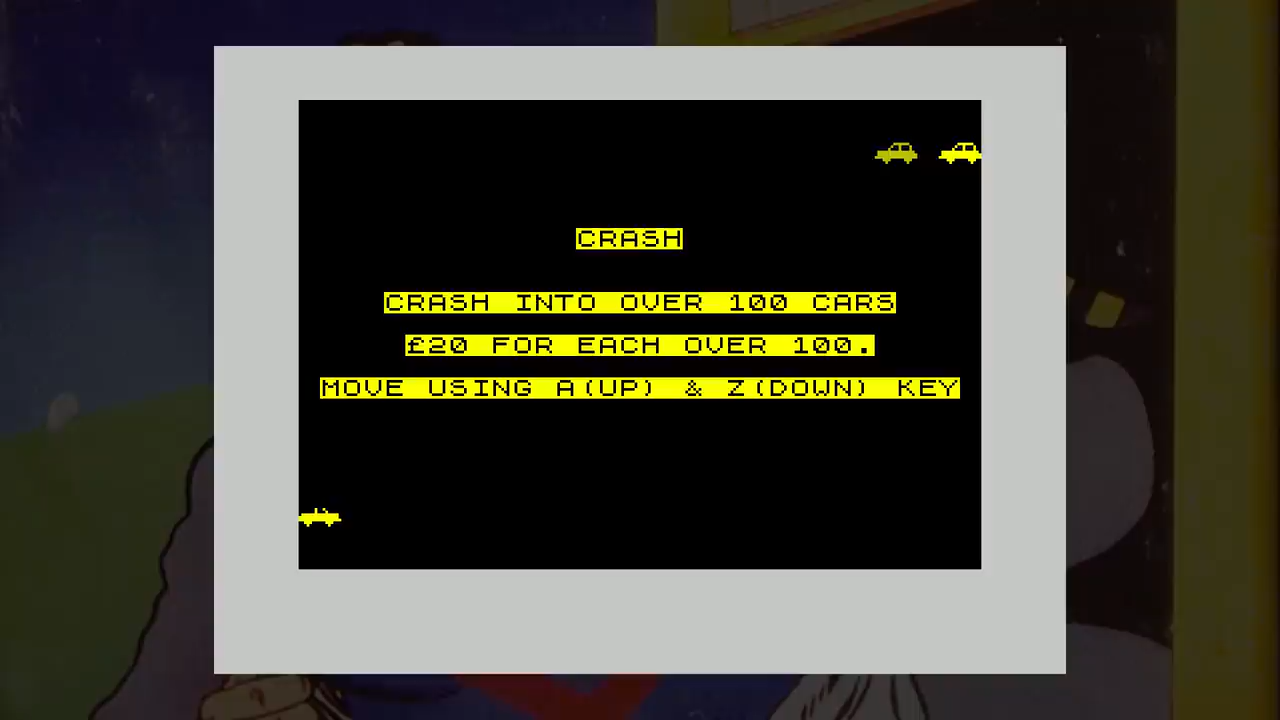 CRASH
CRASH INTO OVER 100 CARS
£20 FOR EACH OVER 100.
MOVE USING A(UP) & Z(DOWN) KEY